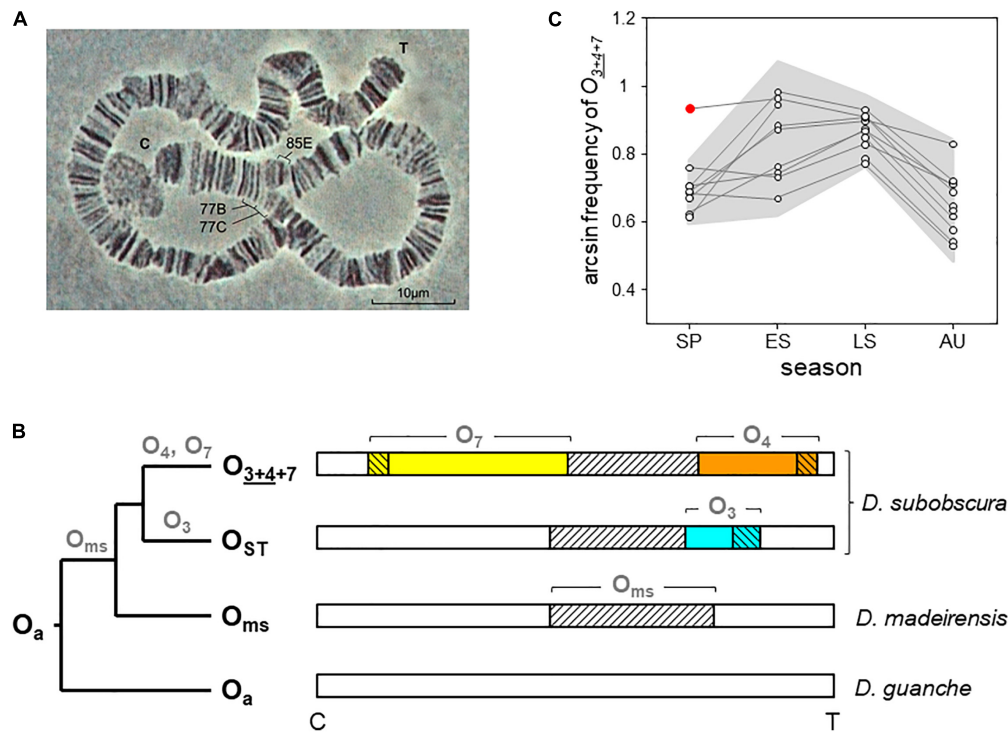 A
T
C
85E
77B
77C
10μm
C
1.2
1
0.8
0.6
0.4
arcsin frequency of O3+4+7
SP ES LS AU
season
B
O4, O7
O3+4+7
O7
O4
D. subobscura
O3
OST
O3
Oms
Oms
Oms
D. madeirensis
Oa
Oa
D. guanche
C
T